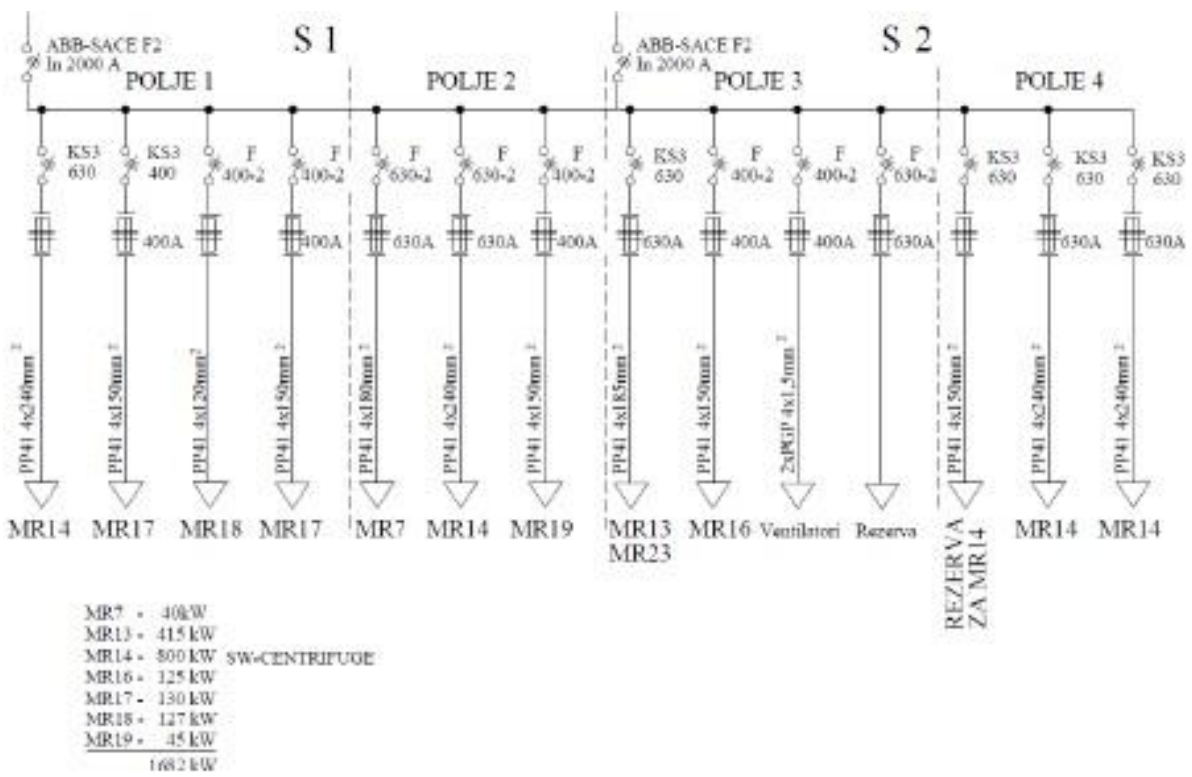 S 1
S 2
ABB-SACE F2
In 2000 A
ABB-SACE F2
In 2000 A
POLJE 1
POLJE 2
POLJE 3
POLJE 4
KS3
630
KS3
400
F
400-2
F
400-2
F
630-2
F
630-2
F
400-2
KS3
630
F
400-2
F
400-2
F
630-2
KS3
630
KS3
630
KS3
630
400A
400A
630A
630A
400A
630A
400A
400A
630A
630A
630A
PP41 4x240mm²
PP41 4x150mm²
PP41 4x120mm²
PP41 4x150mm²
PP41 4x180mm²
PP41 4x240mm²
PP41 4x150mm²
PP41 4x185mm²
PP41 4x150mm²
2xPGP 4x1,5mm²
PP41 4x150mm²
PP41 4x240mm²
PP41 4x240mm²
MR14
MR17
MR18
MR17
MR7
MR14
MR19
MR13
MR23
MR16
Ventilatori
Rezerva
REZERVA
ZA MR14
MR14
MR14
MR7 - 40kW
MR13 - 415 kW
MR14 - 800 kW SW-CENTRIFUGE
MR16 - 125 kW
MR17 - 130 kW
MR18 - 127 kW
MR19 - 45 kW
1682 kW